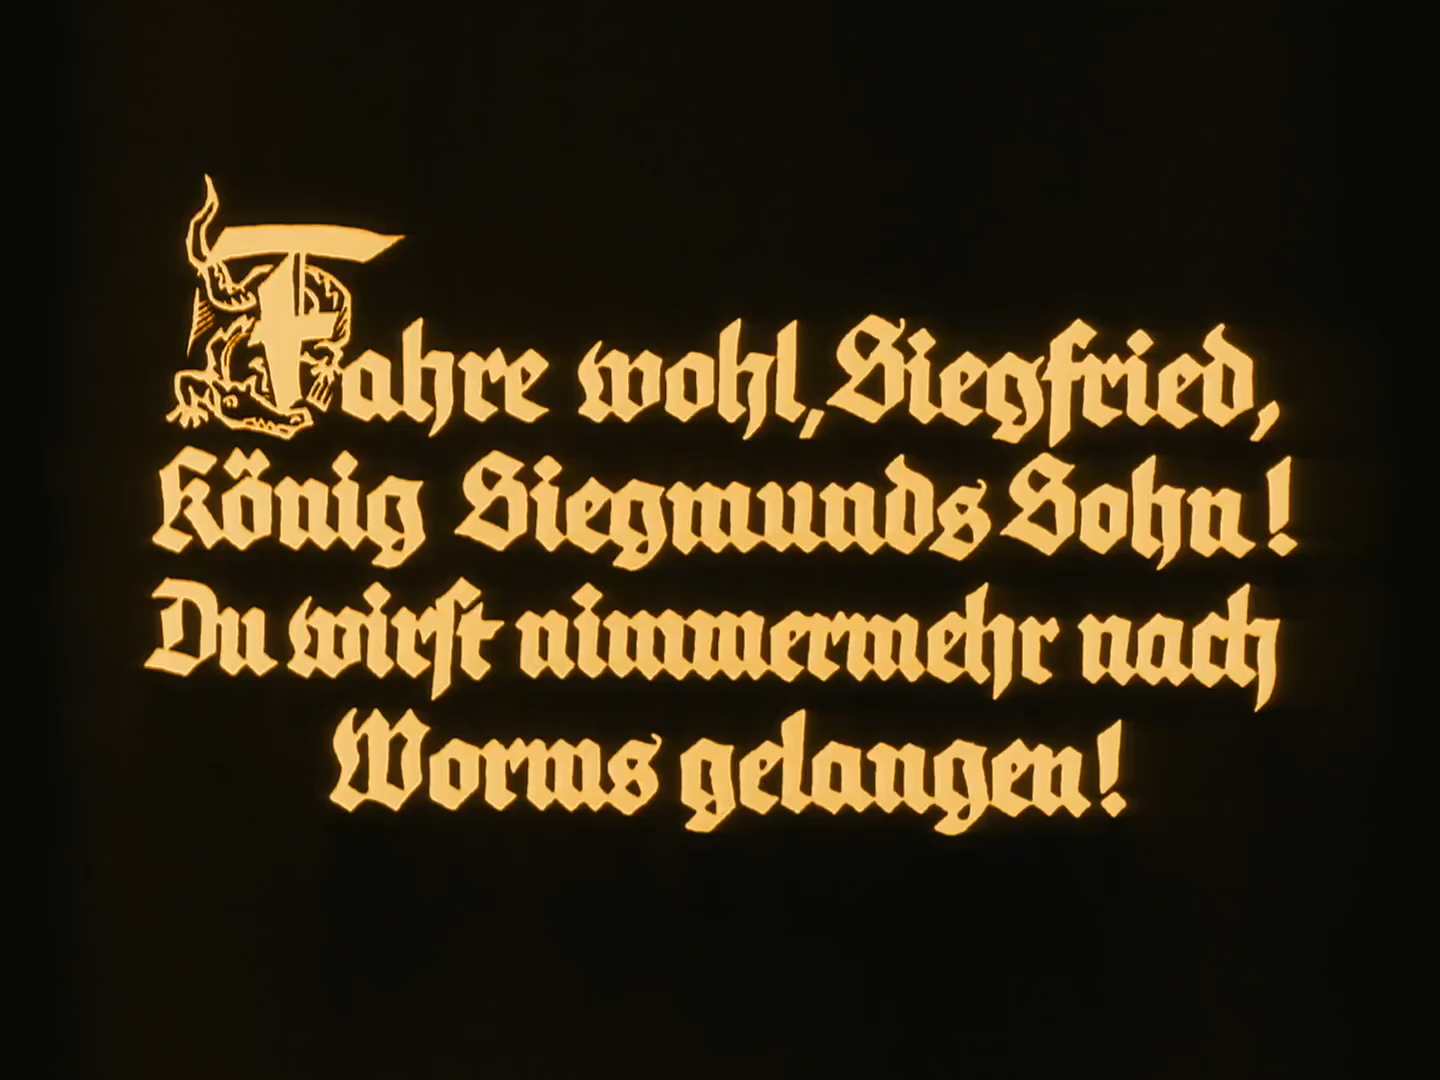 Fahre wohl, Siegfried,
König Siegmunds Sohn!
Du wirst nimmermehr nach
Worms gelangen!